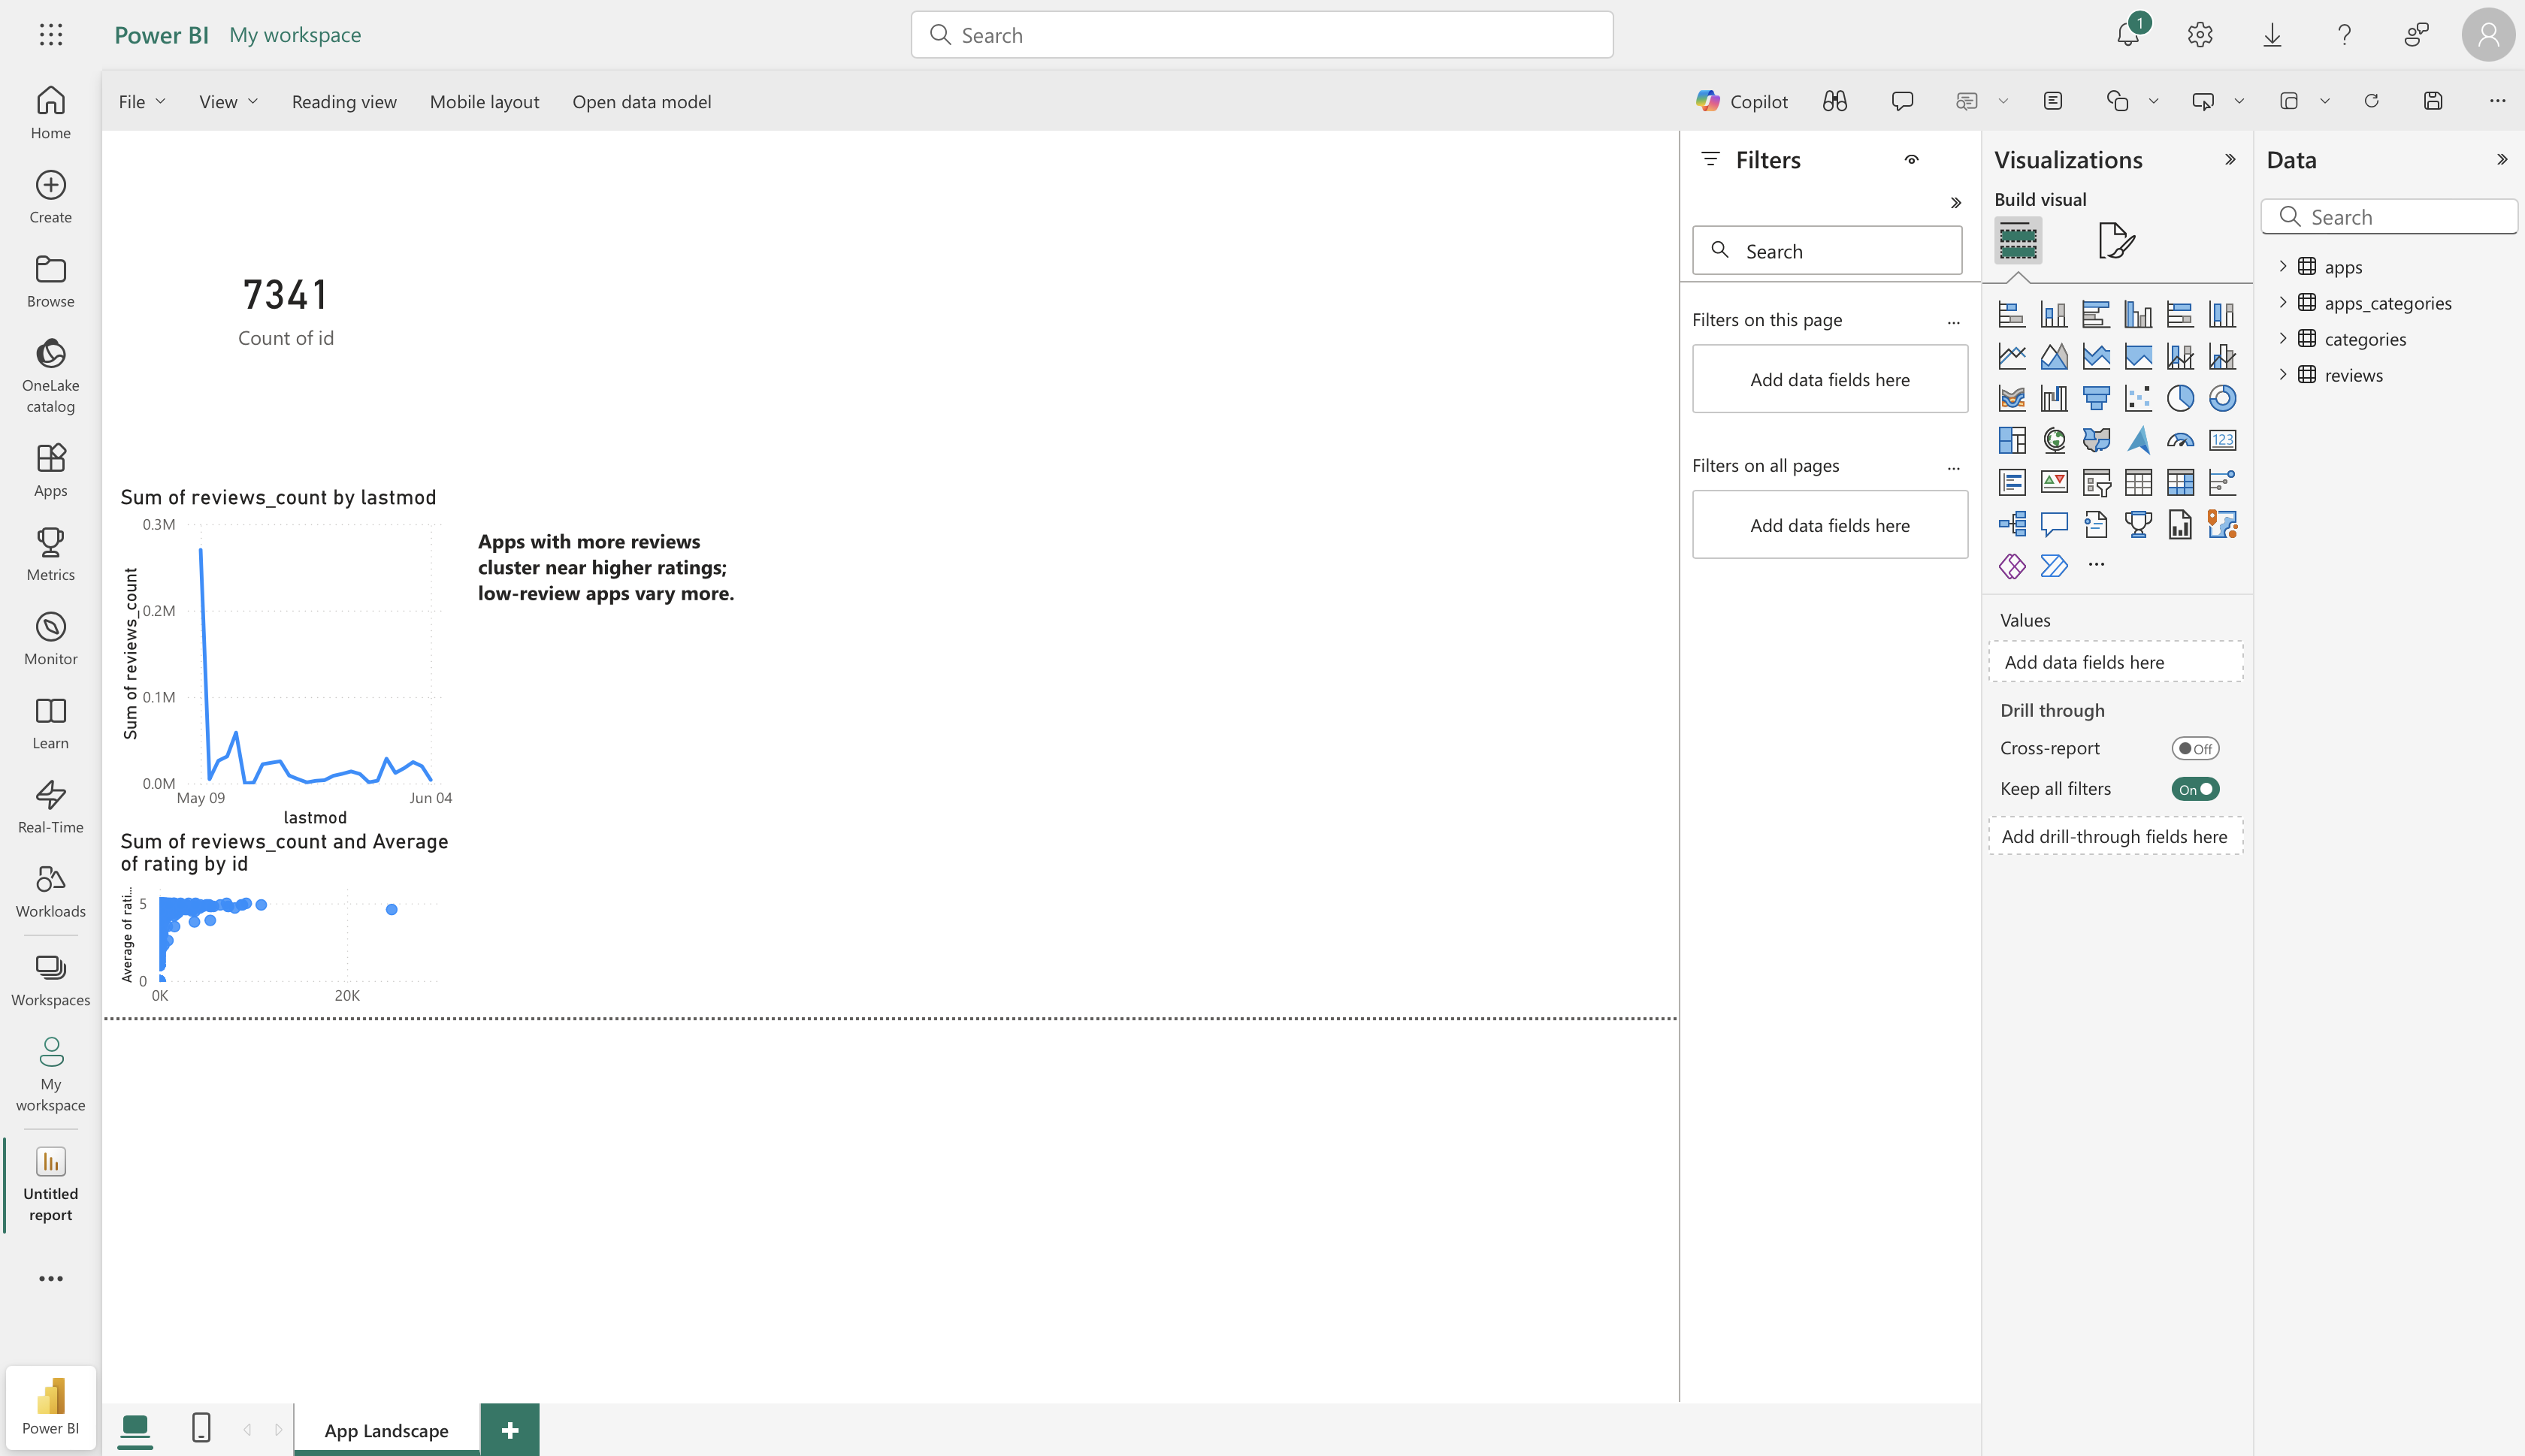 Power BI My workspace
Search
1
File
View
Reading view
Mobile layout
Open data model
Copilot
Home
Create
Browse
OneLake
catalog
Apps
Metrics
Monitor
Learn
Real-Time
Workloads
Workspaces
My
workspace
Untitled
report
Power BI
7341
Count of id
Sum of reviews_count by lastmod
0.3M
0.2M
0.1M
0.0M
Sum of reviews_count
May 09
Jun 04
lastmod
Apps with more reviews
cluster near higher ratings;
low-review apps vary more.
Sum of reviews_count and Average
of rating by id
Average of rati...
5
0
0K
20K
App Landscape
Filters
Search
Filters on this page
Add data fields here
Filters on all pages
Add data fields here
Visualizations
Build visual
123
Values
Add data fields here
Drill through
Cross-report
Off
Keep all filters
On
Add drill-through fields here
Data
Search
apps
apps_categories
categories
reviews